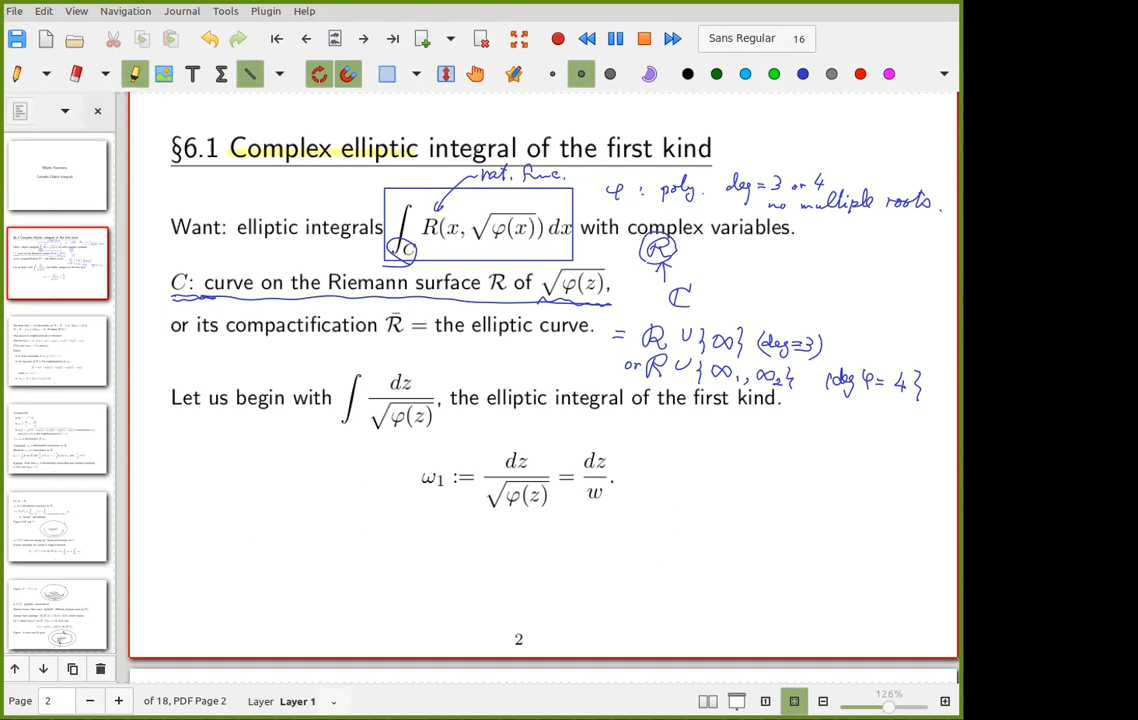 File Edit View Navigation Journal Tools Plugin Help
Sans Regular 16
§6.1 Complex elliptic integral of the first kind
rat. func.
φ : poly. deg = 3 or 4
no multiple roots.
Want: elliptic integrals ∫_C R(x, √φ(x)) dx with complex variables.
ℛ
↑
ℂ
C: curve on the Riemann surface ℛ of √φ(z),
or its compactification ℛ̄ = the elliptic curve.
= ℛ ∪ {∞} (deg=3)
or ℛ ∪ {∞₁, ∞₂} (deg φ = 4)
Let us begin with ∫ dz/√φ(z), the elliptic integral of the first kind.
ω₁ := dz/√φ(z) = dz/w.
2
Page 2 of 18, PDF Page 2 Layer Layer 1 126%